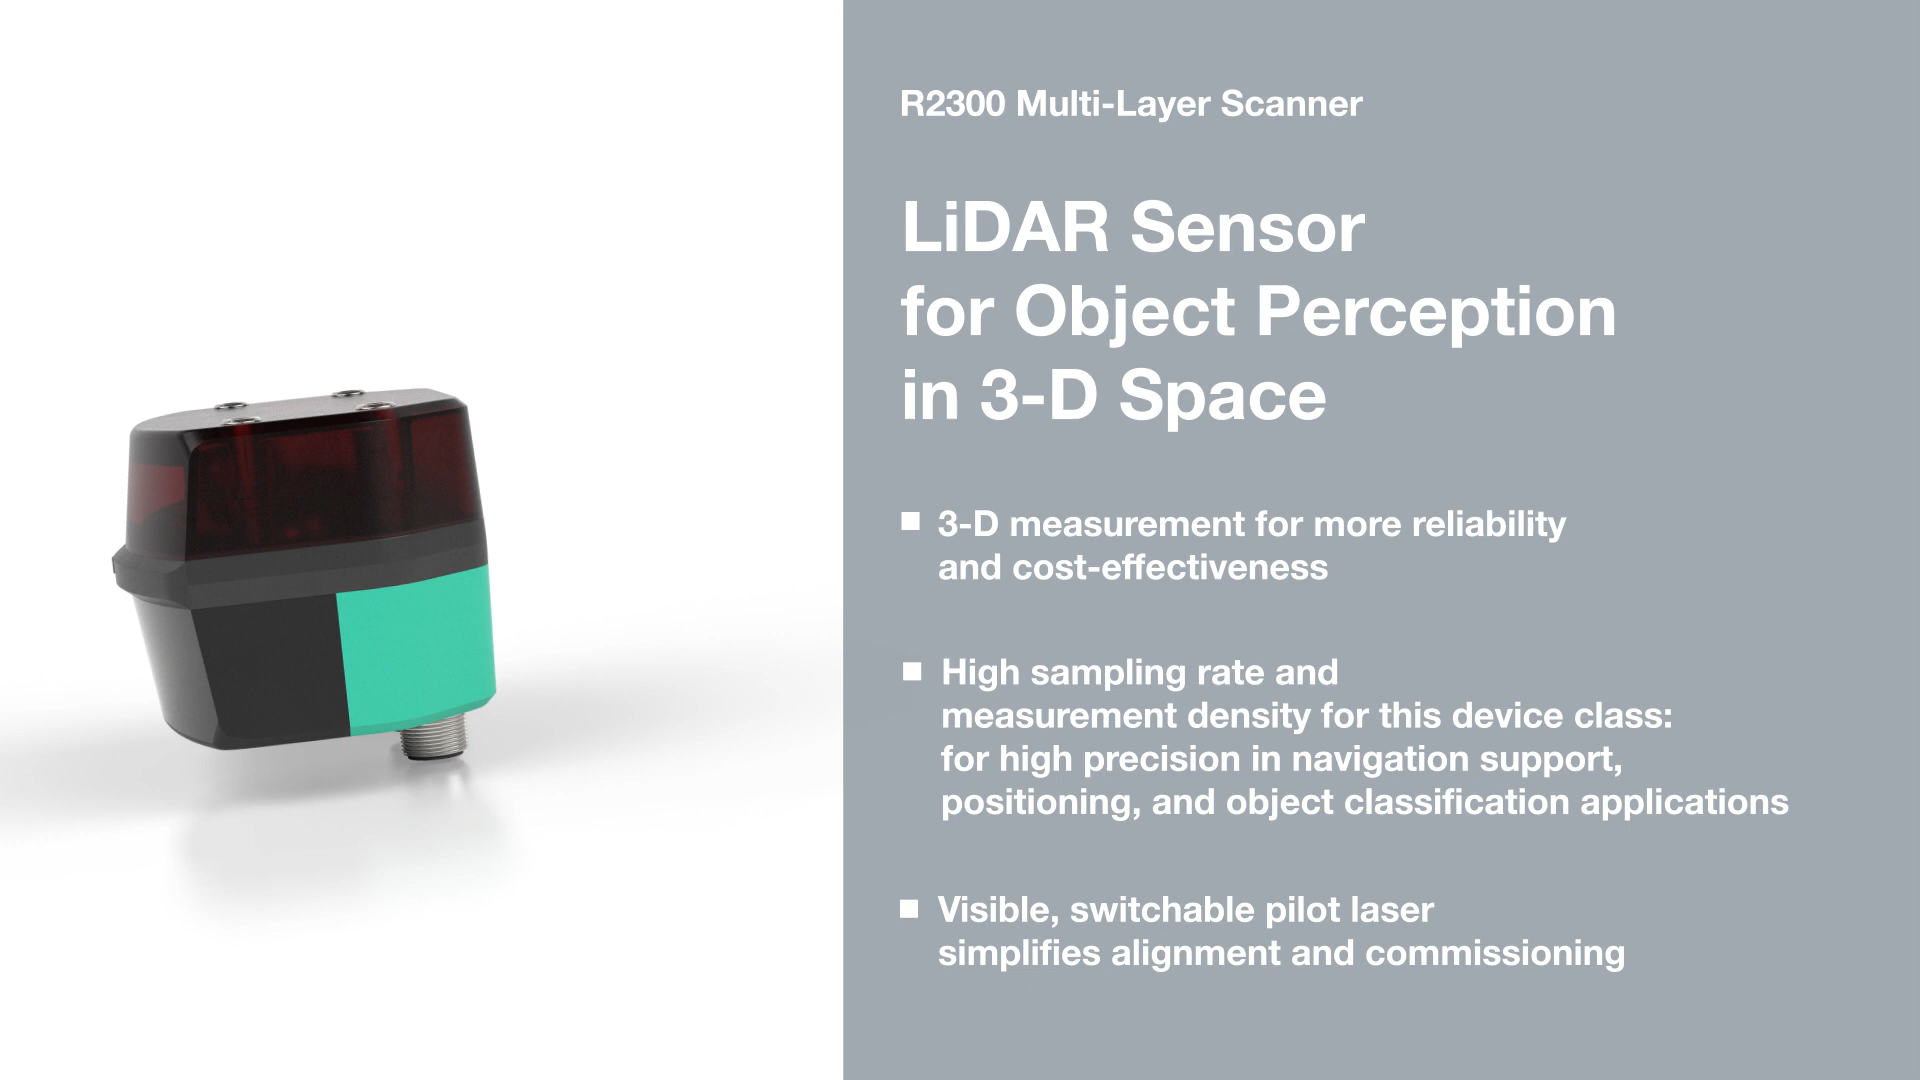 R2300 Multi-Layer Scanner
LiDAR Sensor
for Object Perception
in 3-D Space
■ 3-D measurement for more reliability
and cost-effectiveness
■ High sampling rate and
measurement density for this device class:
for high precision in navigation support,
positioning, and object classification applications
■ Visible, switchable pilot laser
simplifies alignment and commissioning